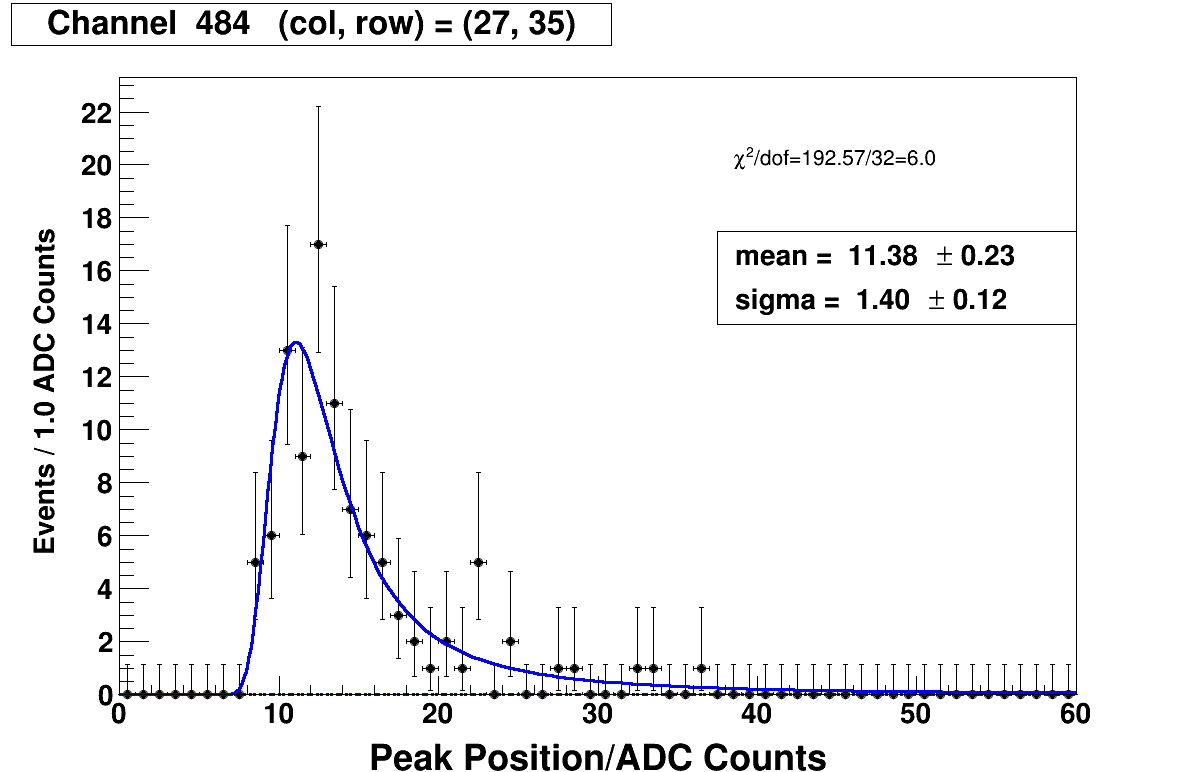 Channel 484 (col, row) = (27, 35)
22
20
18
16
14
12
10
8
6
4
2
0
Events / 1.0 ADC Counts
χ²/dof=192.57/32=6.0
mean = 11.38 ± 0.23
sigma = 1.40 ± 0.12
0 10 20 30 40 50 60
Peak Position/ADC Counts